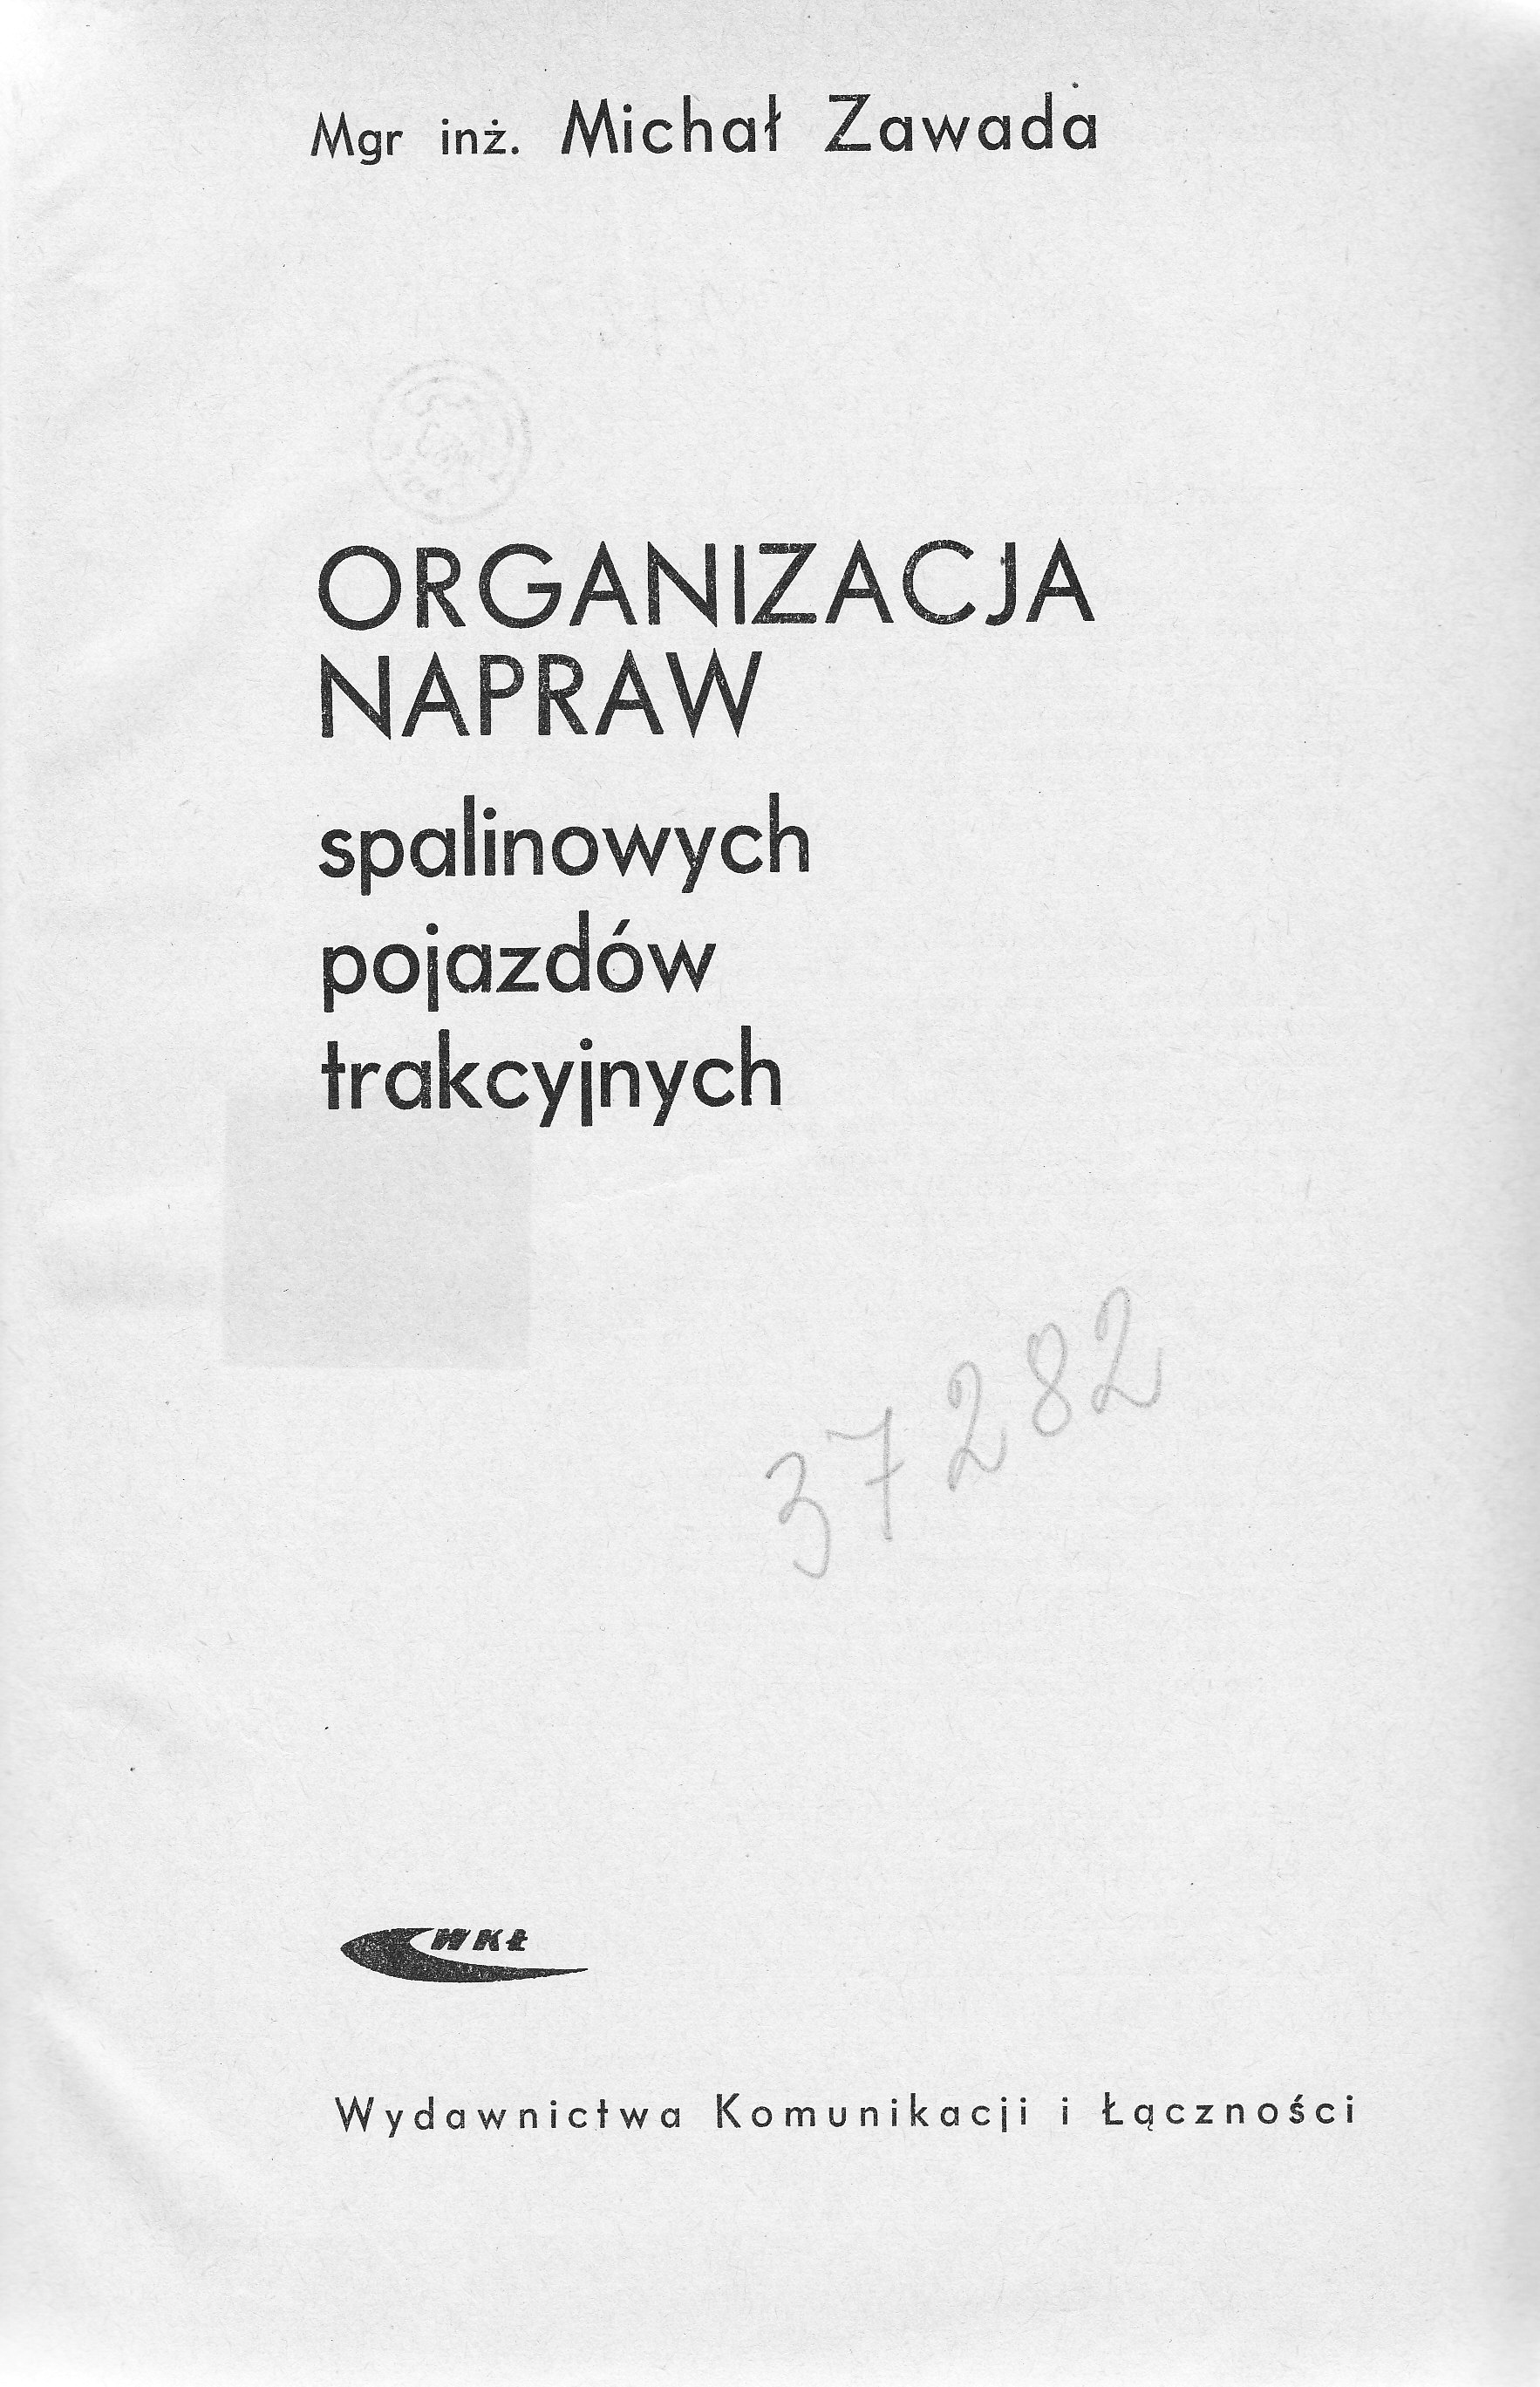 Mgr inż. Michał Zawada
ORGANIZACJA
NAPRAW
spalinowych
pojazdów
trakcyjnych
37282
WKŁ
Wydawnictwa Komunikacji i Łączności